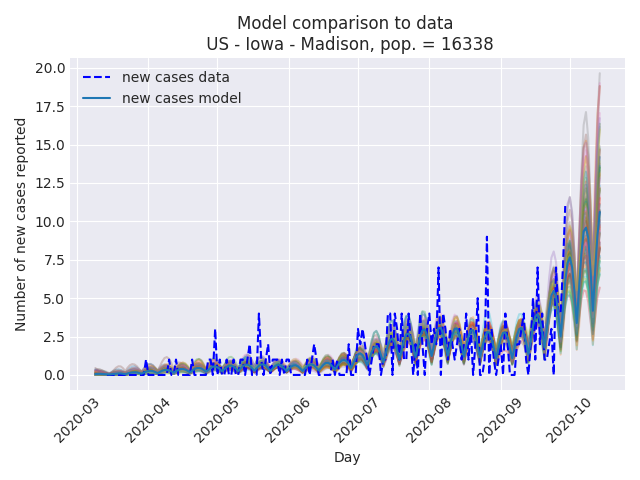 Model comparison to data
US - Iowa - Madison, pop. = 16338
new cases data
new cases model
20.0
17.5
15.0
12.5
10.0
7.5
5.0
2.5
0.0
Number of new cases reported
2020-03
2020-04
2020-05
2020-06
2020-07
2020-08
2020-09
2020-10
Day